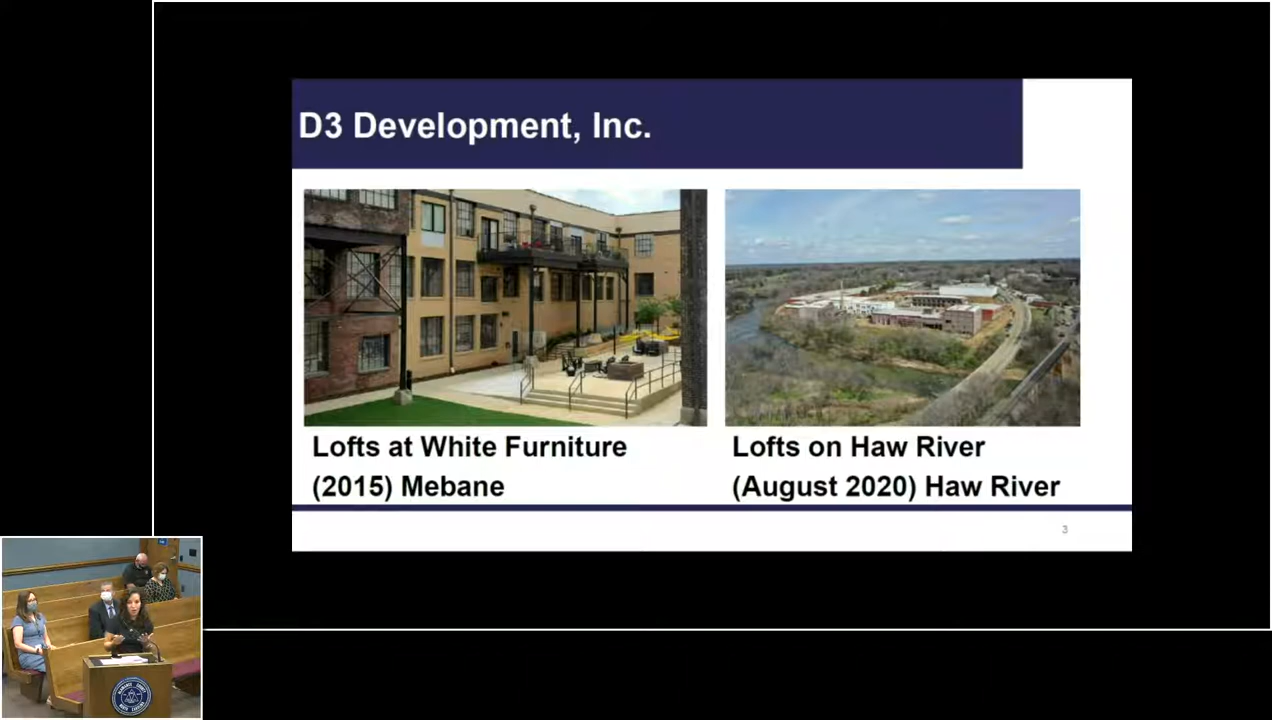 D3 Development, Inc.
Lofts at White Furniture
(2015) Mebane
Lofts on Haw River
(August 2020) Haw River
3